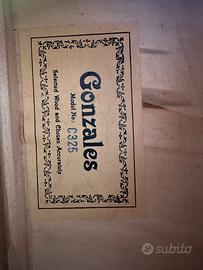 Gonzales
Model No.: C325
Selected Wood and Chosen Accurately
subito